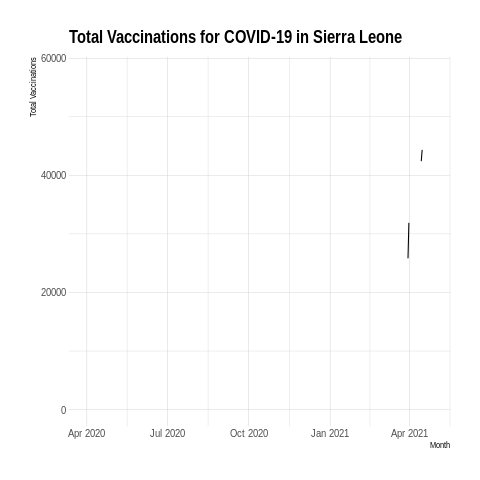 Total Vaccinations for COVID-19 in Sierra Leone
Total Vaccinations
60000
40000
20000
0
Apr 2020 Jul 2020 Oct 2020 Jan 2021 Apr 2021
Month